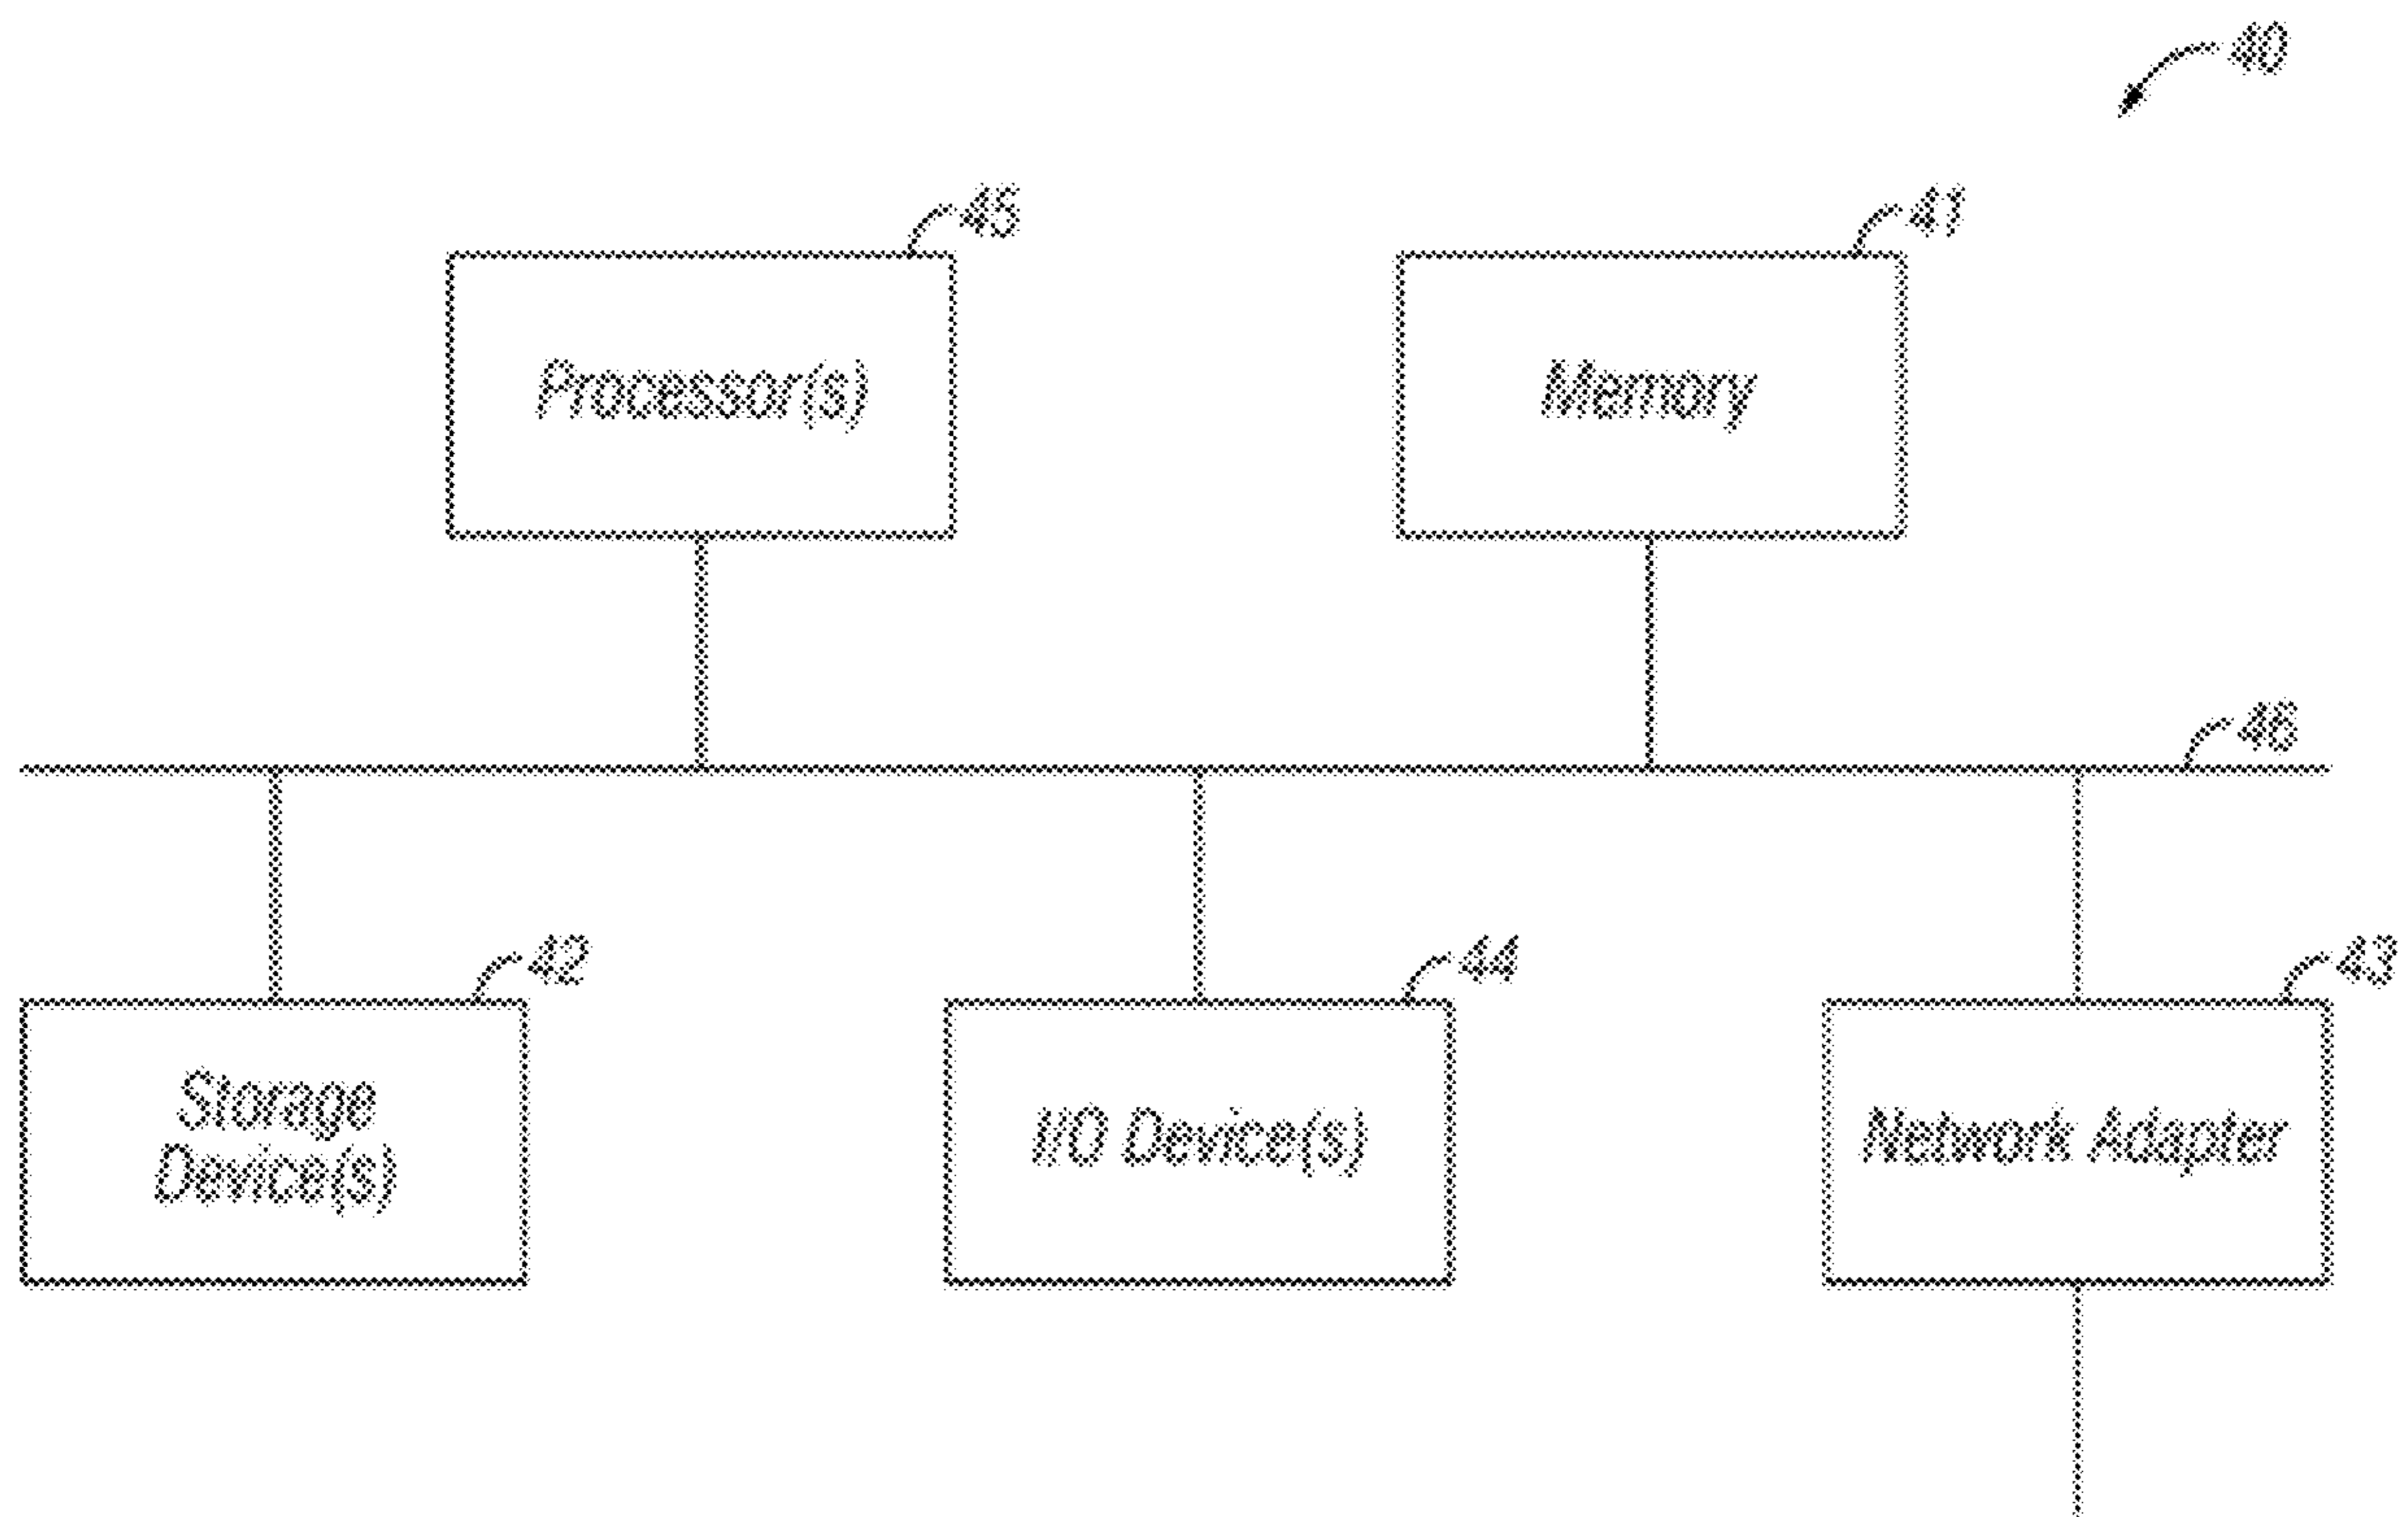 40
45
41
Processor(s)
Memory
46
42
44
43
Storage
Device(s)
I/O Device(s)
Network Adapter